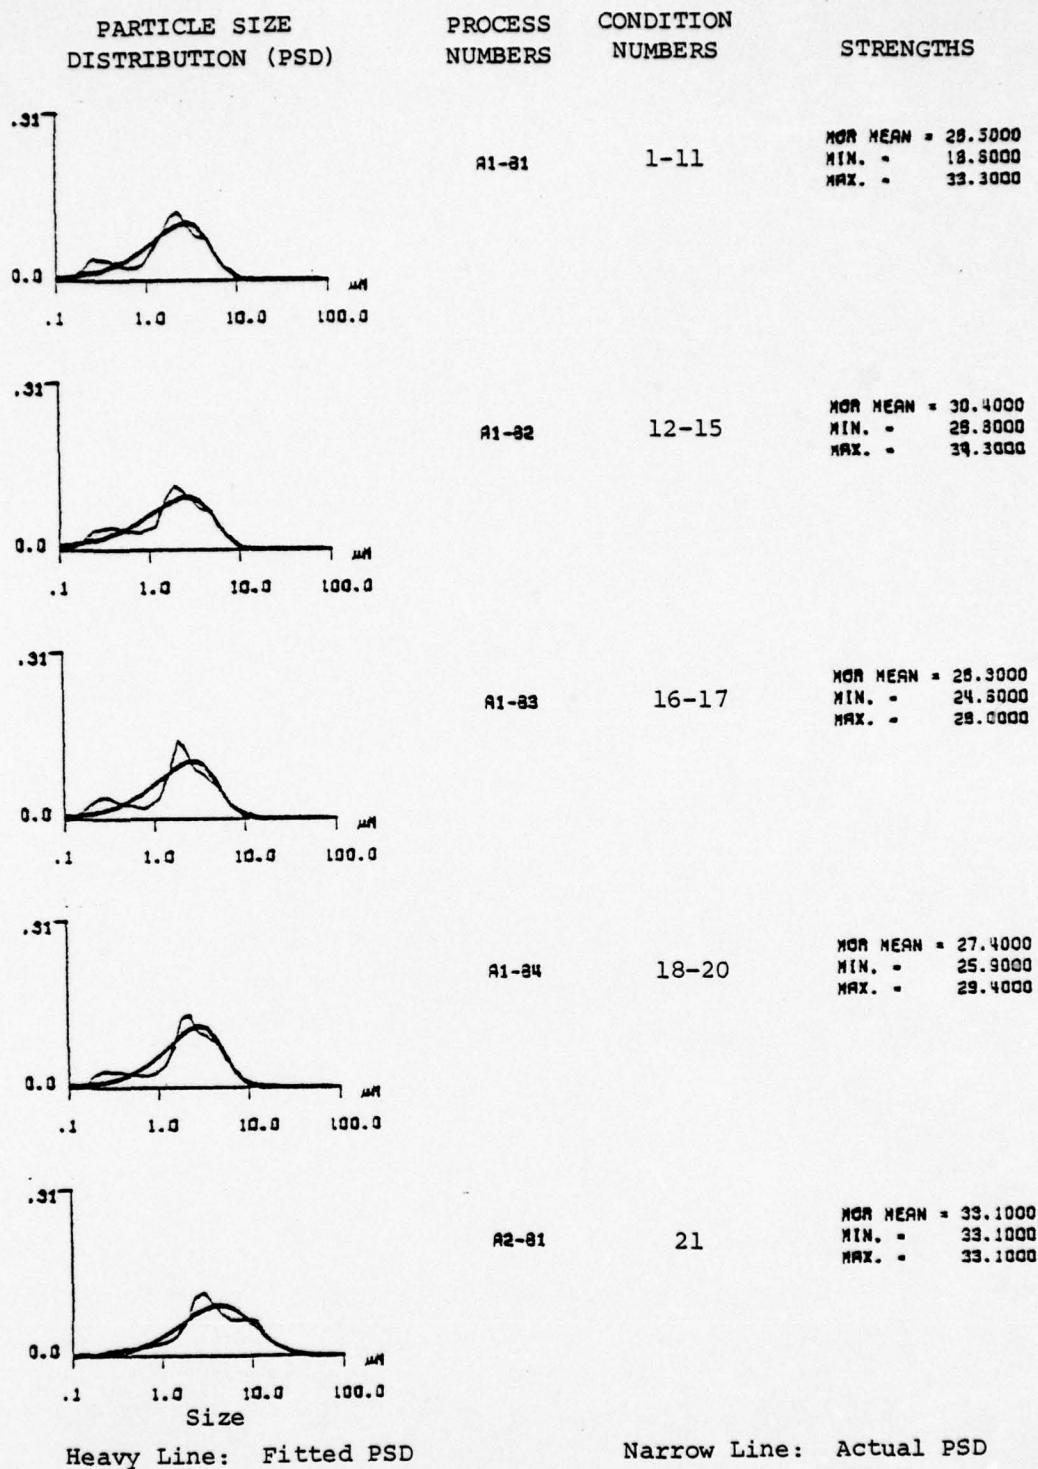 PARTICLE SIZE
DISTRIBUTION (PSD)
PROCESS
NUMBERS
CONDITION
NUMBERS
STRENGTHS
.31
0.0
.1 1.0 10.0 100.0
μM
A1-B1
1-11
MOR MEAN = 26.5000
MIN. = 18.6000
MAX. = 33.3000
.31
0.0
.1 1.0 10.0 100.0
μM
A1-B2
12-15
MOR MEAN = 30.4000
MIN. =
MAX. = 34.3000
.31
0.0
.1 1.0 10.0 100.0
μM
A1-B3
16-17
MOR MEAN = 26.3000
MIN. = 24.6000
MAX. = 28.0000
.31
0.0
.1 1.0 10.0 100.0
μM
A1-B4
18-20
MOR MEAN = 27.4000
MIN. = 25.9000
MAX. = 29.4000
.31
0.0
.1 1.0 10.0 100.0
μM
Size
A2-B1
21
MOR MEAN = 33.1000
MIN. = 33.1000
MAX. = 33.1000
Heavy Line: Fitted PSD
Narrow Line: Actual PSD